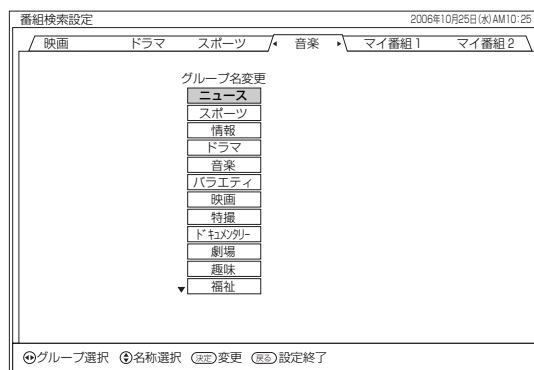 番組検索設定 2006年10月25日(水)AM10:25
映画 ドラマ スポーツ 音楽 マイ番組1 マイ番組2
グループ名変更
ニュース
スポーツ
情報
ドラマ
音楽
バラエティ
映画
特撮
ドキュメンタリー
劇場
趣味
福祉
グループ選択 名称選択 決定 変更 戻る 設定終了